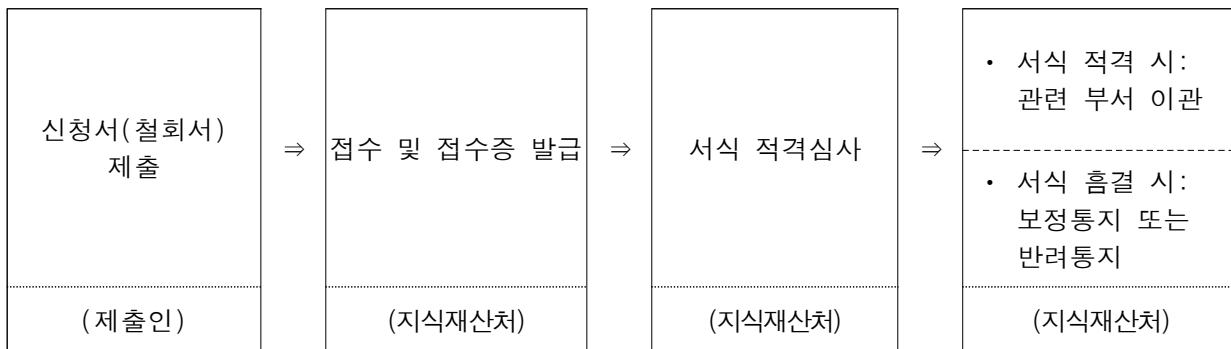 신청서(철회서)
제출
(제출인)
⇒
접수 및 접수증 발급
(지식재산처)
⇒
서식 적격심사
(지식재산처)
⇒
• 서식 적격 시:
관련 부서 이관
• 서식 흠결 시:
보정통지 또는
반려통지
(지식재산처)